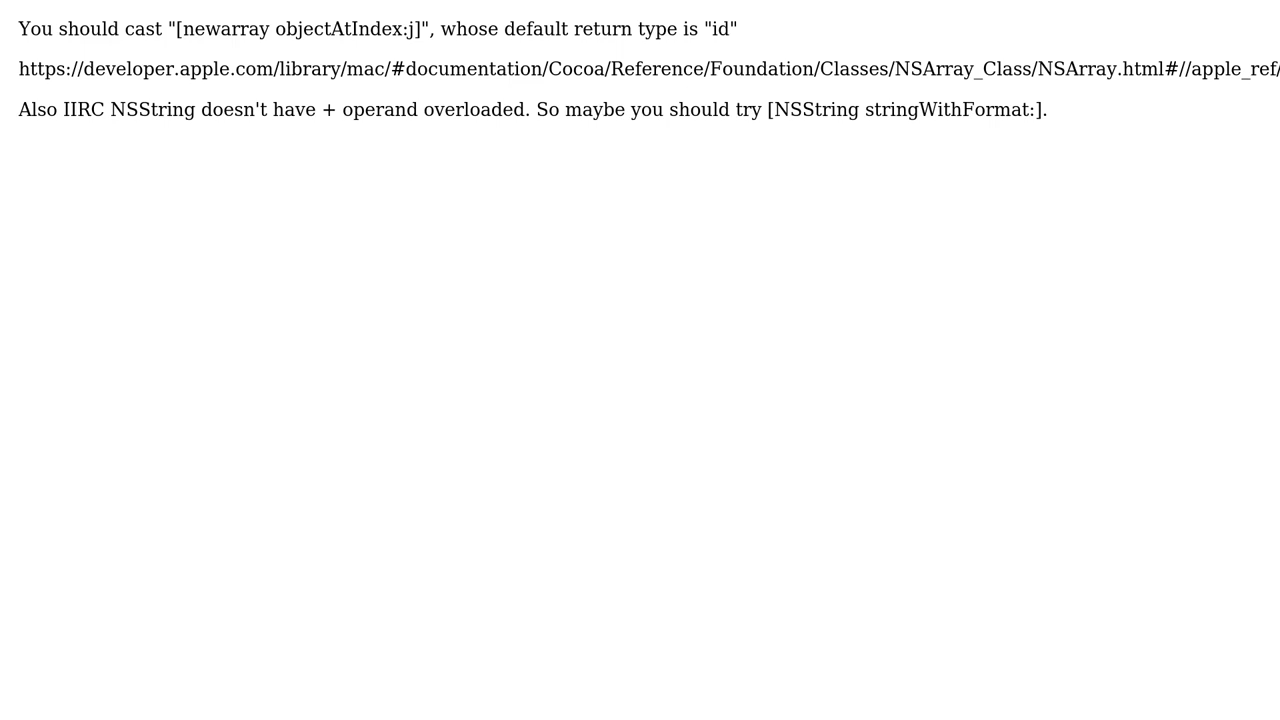 You should cast "[newarray objectAtIndex:j]", whose default return type is "id"
https://developer.apple.com/library/mac/#documentation/Cocoa/Reference/Foundation/Classes/NSArray_Class/NSArray.html#//apple_ref/
Also IIRC NSString doesn't have + operand overloaded. So maybe you should try [NSString stringWithFormat:].